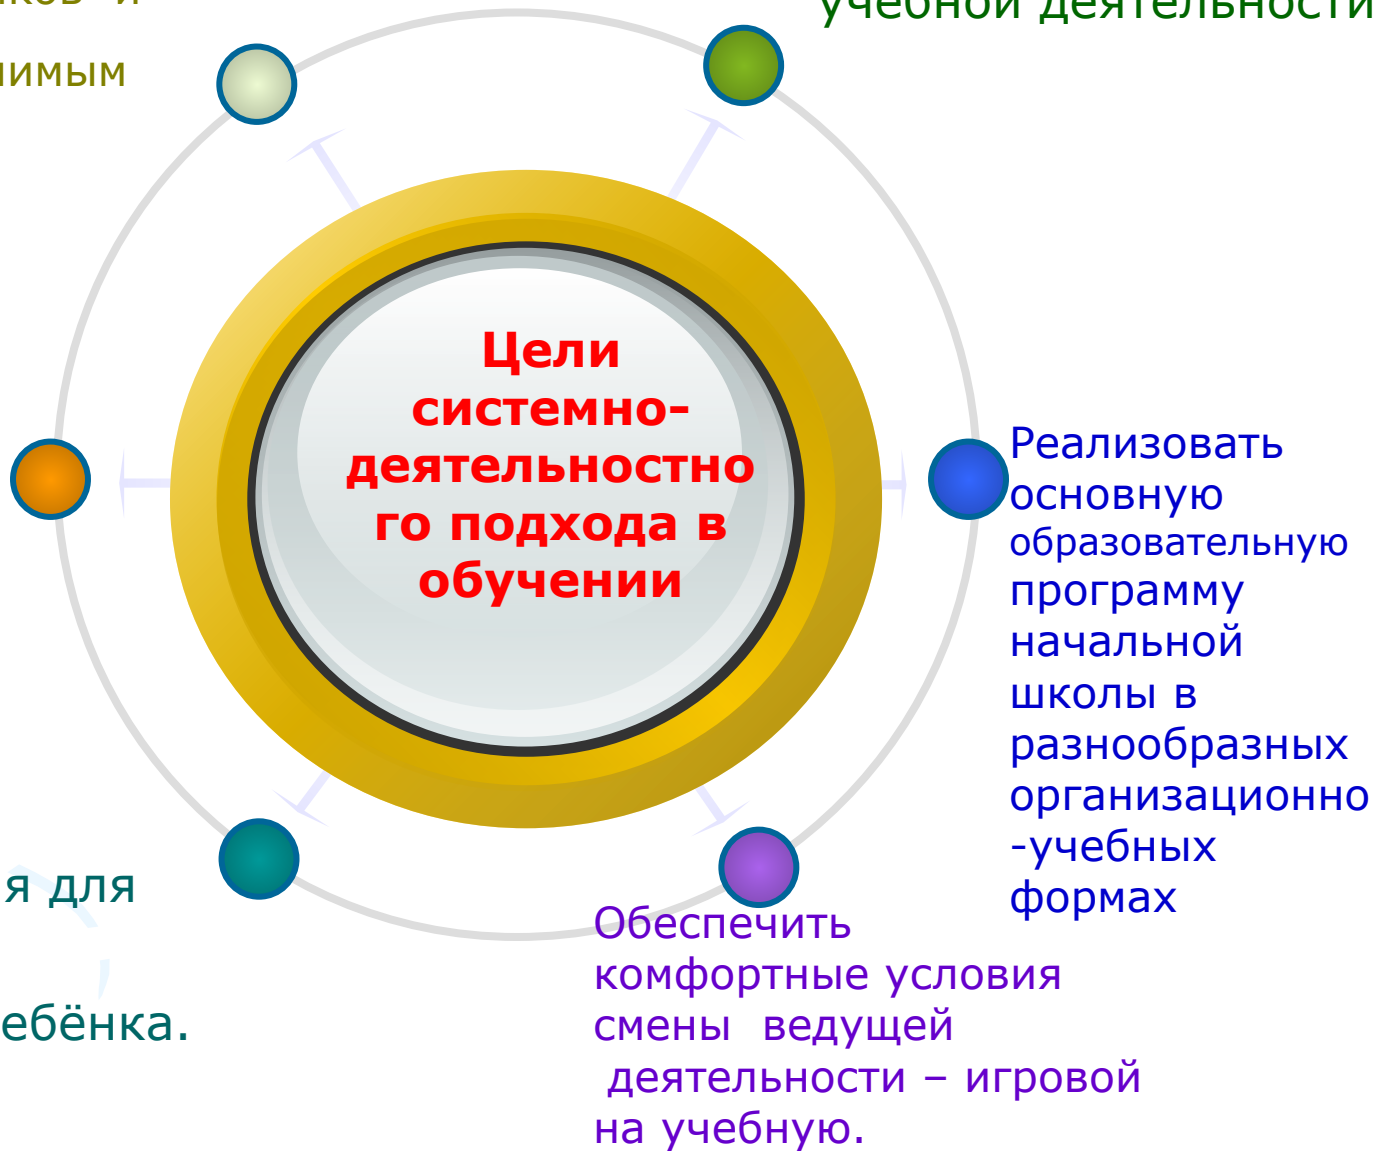 учебной деятельности
Цели
системно-
деятельностно
го подхода в
обучении
Реализовать
основную
образовательную
программу
начальной
школы в
разнообразных
организационно
-учебных
формах
я для
ебёнка.
Обеспечить
комфортные условия
смены ведущей
деятельности – игровой
на учебную.